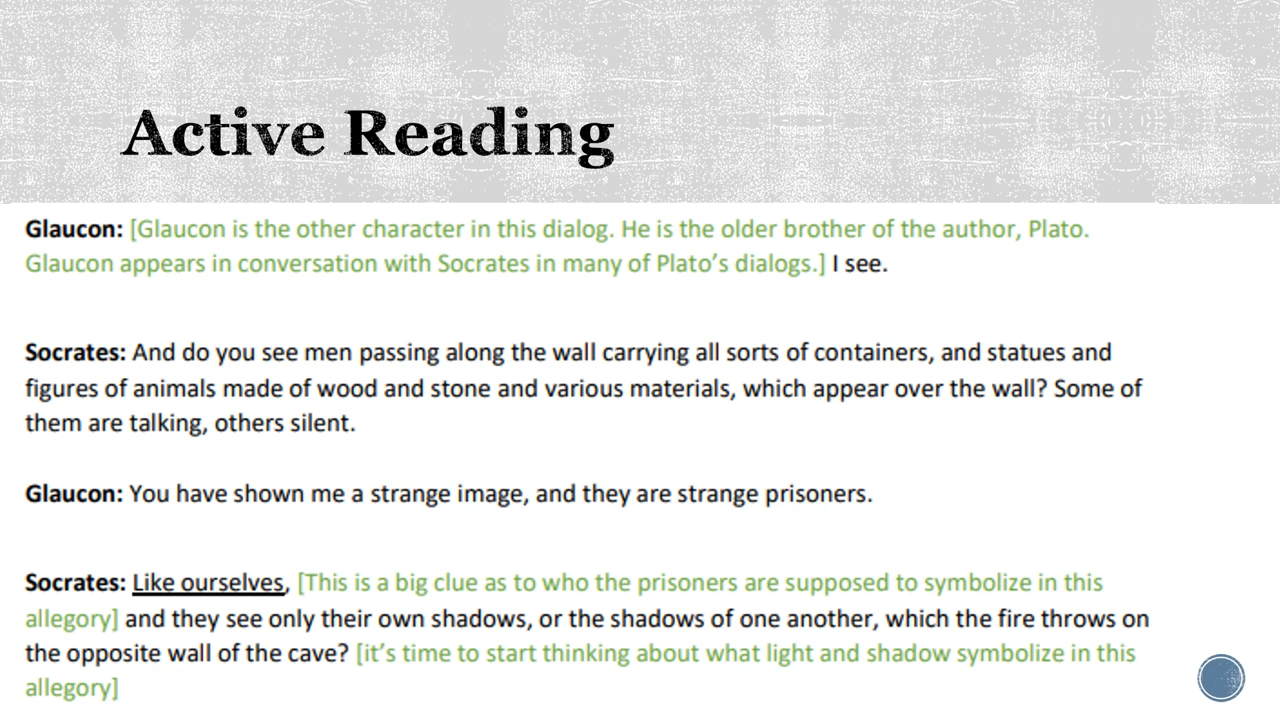 Active Reading
Glaucon: [Glaucon is the other character in this dialog. He is the older brother of the author, Plato.
Glaucon appears in conversation with Socrates in many of Plato’s dialogs.] I see.
Socrates: And do you see men passing along the wall carrying all sorts of containers, and statues and
figures of animals made of wood and stone and various materials, which appear over the wall? Some of
them are talking, others silent.
Glaucon: You have shown me a strange image, and they are strange prisoners.
Socrates: Like ourselves, [This is a big clue as to who the prisoners are supposed to symbolize in this
allegory] and they see only their own shadows, or the shadows of one another, which the fire throws on
the opposite wall of the cave? [it’s time to start thinking about what light and shadow symbolize in this
allegory]